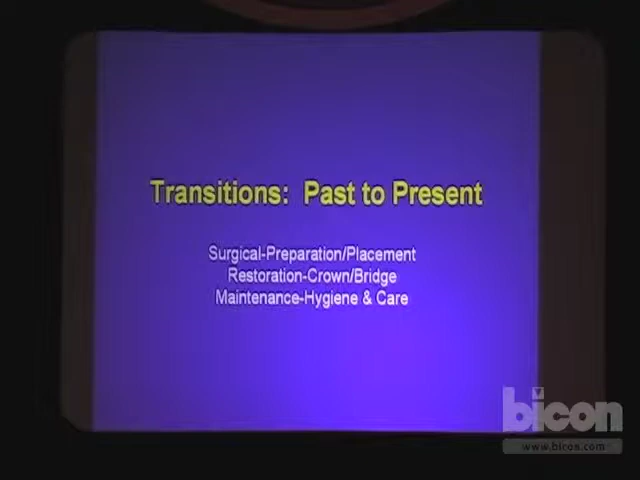 Transitions: Past to Present
Surgical-Preparation/Placement
Restoration-Crown/Bridge
Maintenance-Hygiene & Care
bicon
www.bicon.com